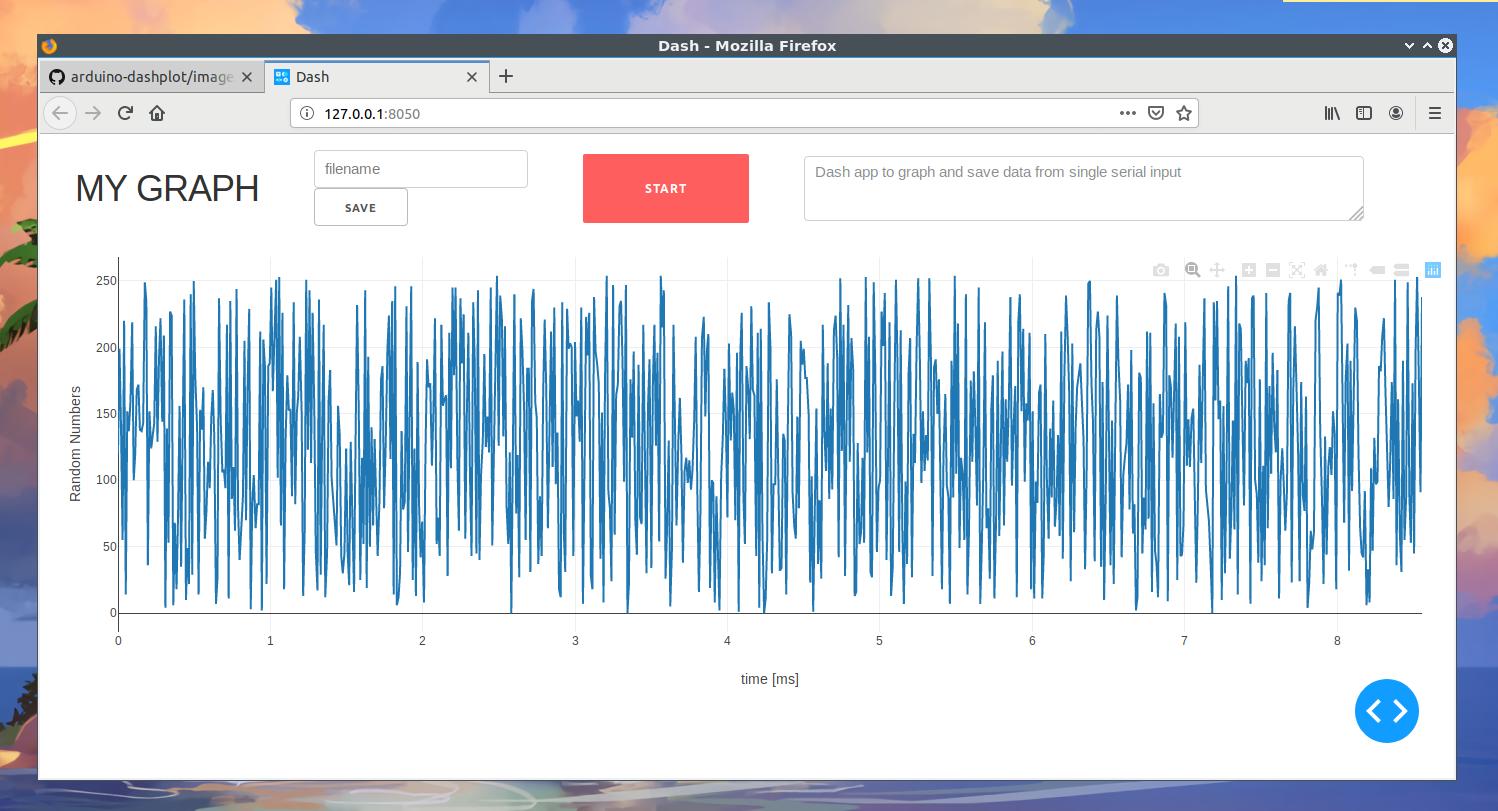 Dash - Mozilla Firefox
arduino-dashplot/image
Dash
127.0.0.1:8050
MY GRAPH
filename
SAVE
START
Dash app to graph and save data from single serial input
Random Numbers
250
200
150
100
50
0
0 1 2 3 4 5 6 7 8
time [ms]